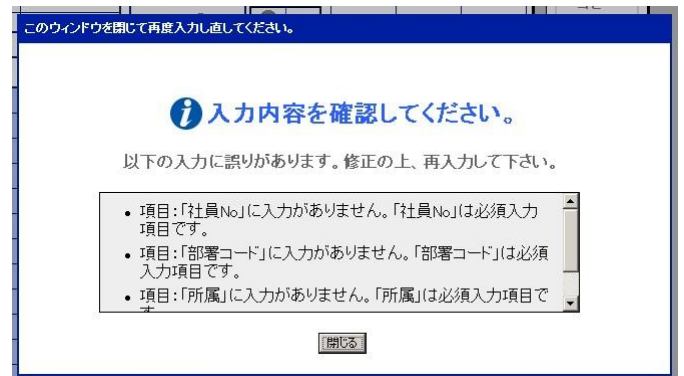 このウィンドウを閉じて再度入力し直してください。
入力内容を確認してください。
以下の入力に誤りがあります。修正の上、再入力して下さい。
• 項目:「社員No」に入力がありません。「社員No」は必須入力
項目です。
• 項目:「部署コード」に入力がありません。「部署コード」は必須
入力項目です。
• 項目:「所属」に入力がありません。「所属」は必須入力項目で
閉じる